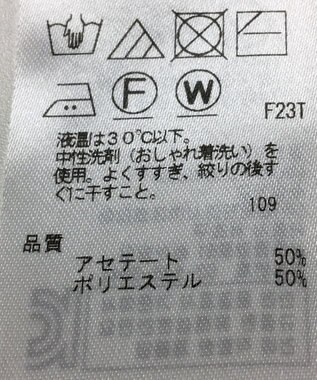 F W F23T
液温は30℃以下。
中性洗剤（おしゃれ着洗い）を
使用。よくすすぎ、絞りの後す
ぐに干すこと。
109
品質
アセテート 50%
ポリエステル 50%